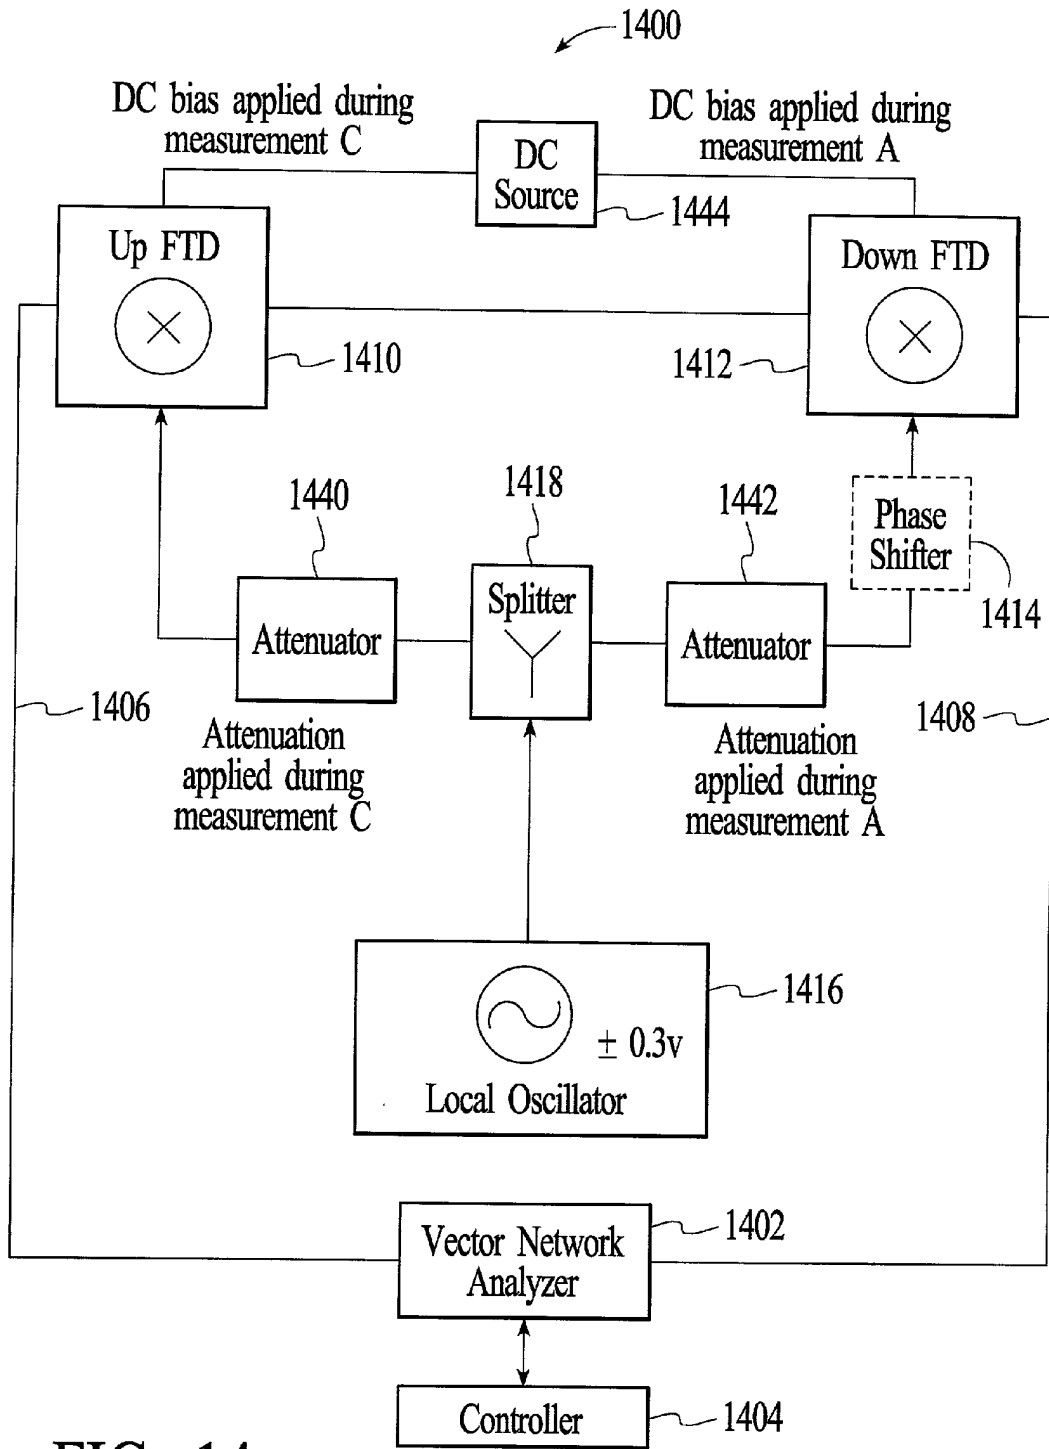 1400
DC bias applied during
measurement C
DC bias applied during
measurement A
DC
Source
1444
Up FTD
1410
Down FTD
1412
1440
1418
1442
Phase
Shifter
1414
Attenuator
Splitter
Attenuator
1406
1408
Attenuation
applied during
measurement C
Attenuation
applied during
measurement A
± 0.3v
Local Oscillator
1416
Vector Network
Analyzer
1402
Controller
1404
FIG. 14